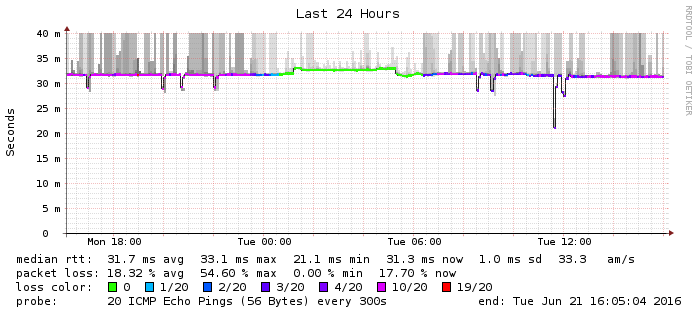 Last 24 Hours
RRDTOOL / TOBI OETIKER
40 m
35 m
30 m
25 m
20 m
15 m
10 m
5 m
0
Seconds
Mon 18:00 Tue 00:00 Tue 06:00 Tue 12:00
median rtt: 31.7 ms avg 33.1 ms max 21.1 ms min 31.3 ms now 1.0 ms sd 33.3 am/s
packet loss: 18.32 % avg 54.60 % max 0.00 % min 17.70 % now
loss color: 0 1/20 2/20 3/20 4/20 10/20 19/20
probe: 20 ICMP Echo Pings (56 Bytes) every 300s end: Tue Jun 21 16:05:04 2016